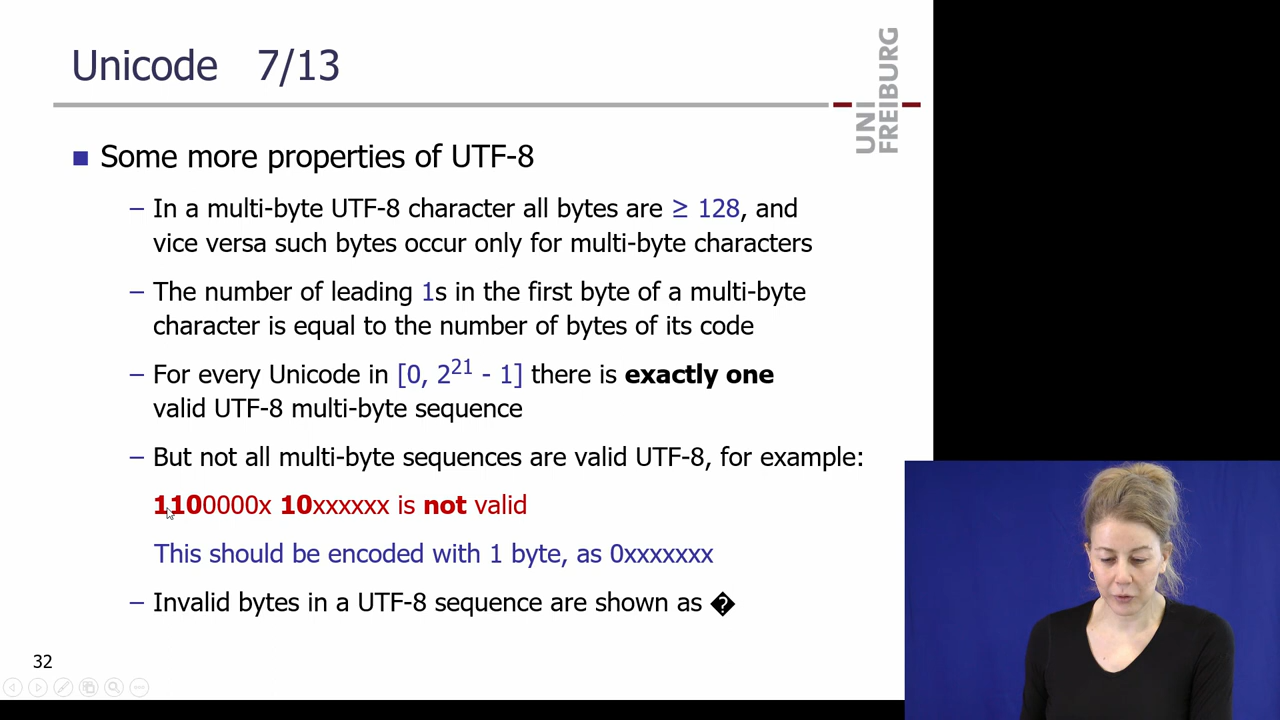 Unicode 7/13
UNI
FREIBURG
■ Some more properties of UTF-8
– In a multi-byte UTF-8 character all bytes are ≥ 128, and
vice versa such bytes occur only for multi-byte characters
– The number of leading 1s in the first byte of a multi-byte
character is equal to the number of bytes of its code
– For every Unicode in [0, 2²¹ - 1] there is exactly one
valid UTF-8 multi-byte sequence
– But not all multi-byte sequences are valid UTF-8, for example:
1100000x 10xxxxxx is not valid
This should be encoded with 1 byte, as 0xxxxxxx
– Invalid bytes in a UTF-8 sequence are shown as �
32